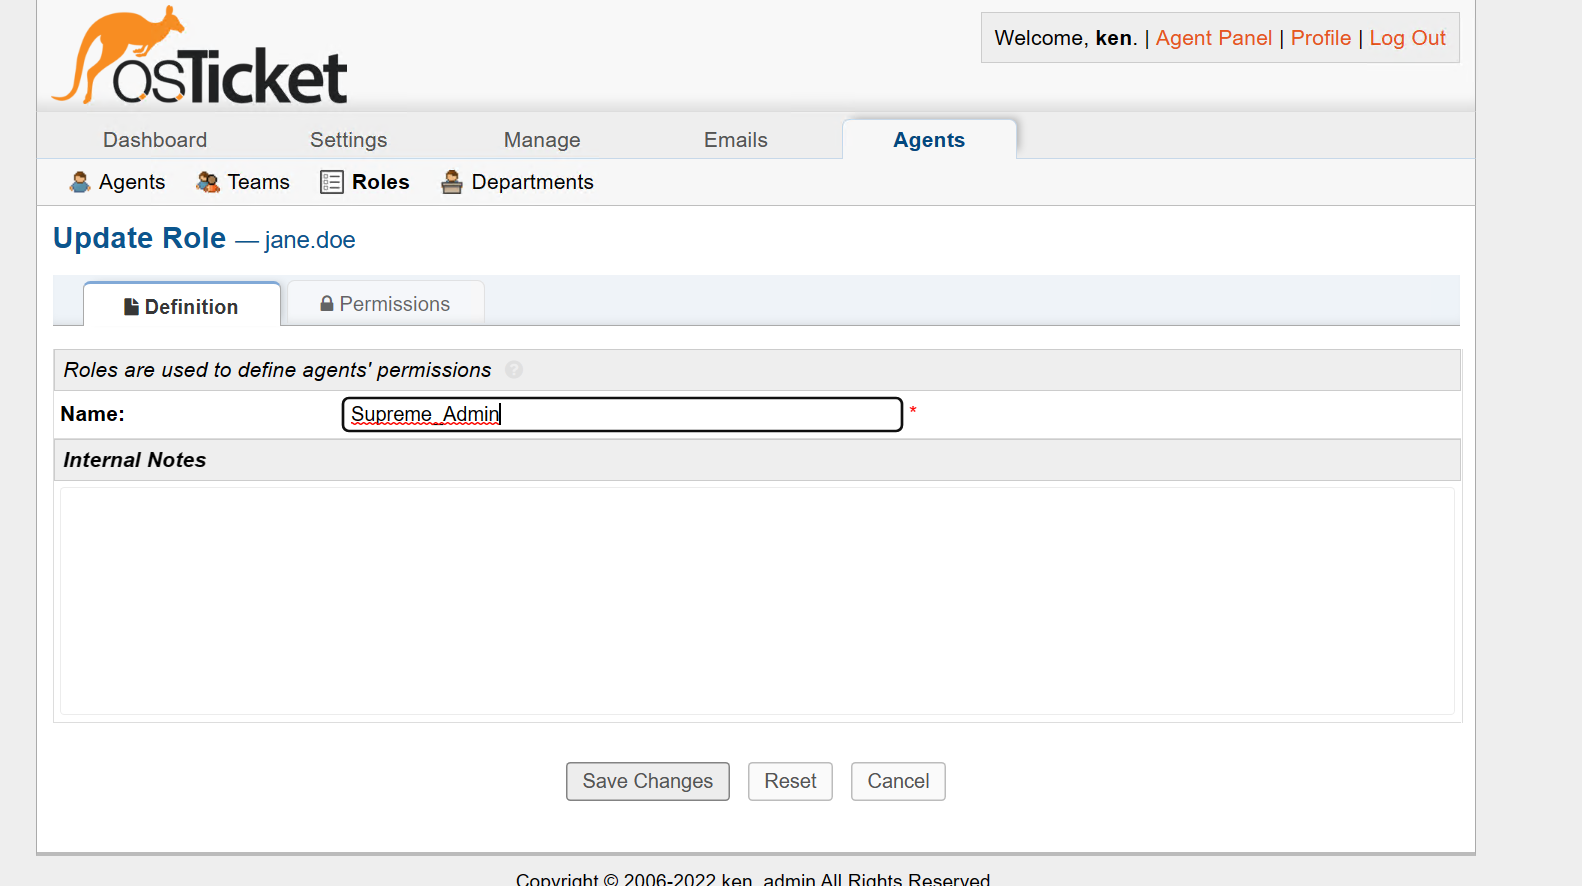 osTicket
Welcome, ken. | Agent Panel | Profile | Log Out
Dashboard Settings Manage Emails Agents
Agents Teams Roles Departments
Update Role — jane.doe
Definition Permissions
Roles are used to define agents' permissions ?
Name: Supreme_Admin *
Internal Notes
Save Changes Reset Cancel
Copyright © 2006-2022 ken_admin All Rights Reserved.